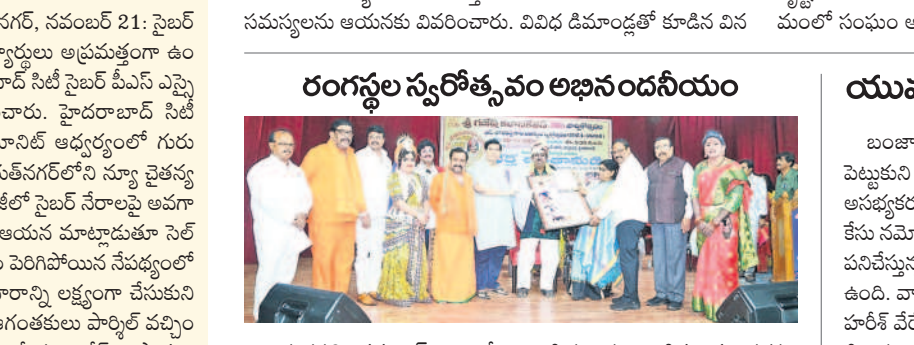 నగర్, నవంబర్ 21: సైబర్
ర్థులు అప్రమత్తంగా ఉం
సిటీ సైబర్ పీఎస్ ఎస్సై
చారు. హైదరాబాద్ సిటీ
ఆధ్వర్యంలో గురు
నగర్‌లోని న్యూ చైతన్య
సైబర్ నేరాలపై అవగా
ఆయన మాట్లాడుతూ సెల్
పెరిగిపోయిన నేపథ్యంలో
లక్ష్యంగా చేసుకుని
ఆగంతకులు పార్శిల్ వచ్చిం
సమస్యలను ఆయనకు వివరించారు. వివిధ డిమాండ్లతో కూడిన విన
రంగస్థల స్వరోత్సవం అభినందనీయం
మంలో సంఘం
యువ
బంజా
పెట్టుకుని
అసభ్యకర
కేసు నమో
పనిచేస్తున
ఉంది. వా
హరీశ్ వేదే